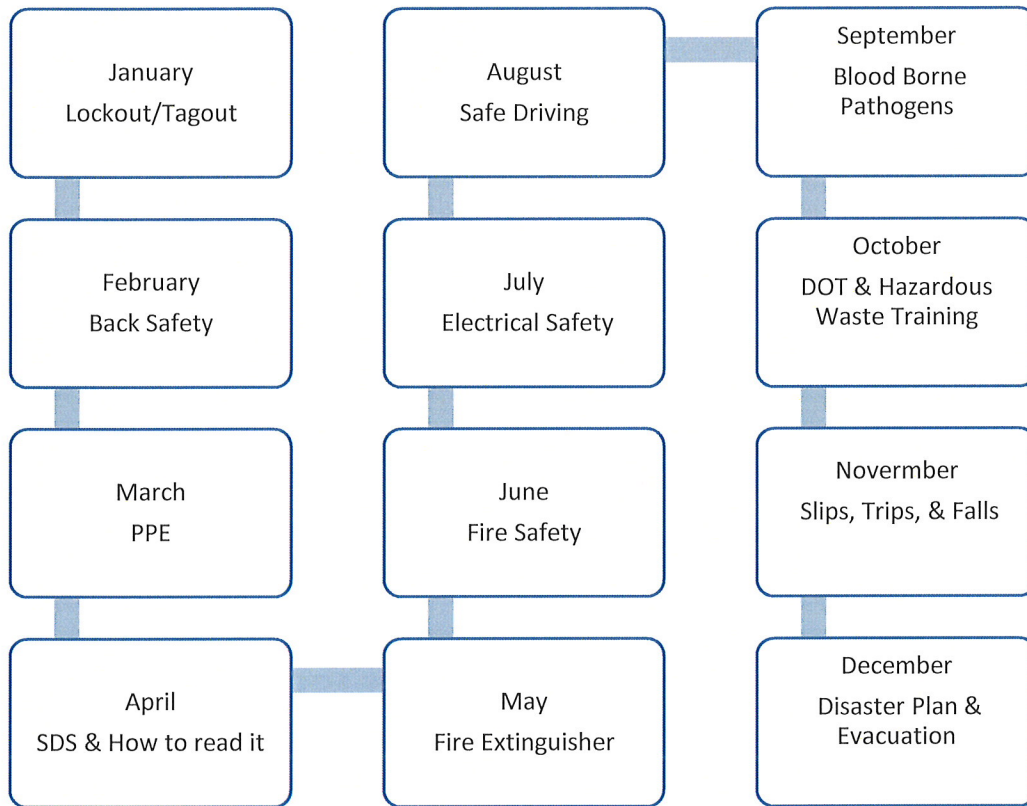 January
Lockout/Tagout
February
Back Safety
March
PPE
April
SDS & How to read it
May
Fire Extinguisher
June
Fire Safety
July
Electrical Safety
August
Safe Driving
September
Blood Borne
Pathogens
October
DOT & Hazardous
Waste Training
Novermber
Slips, Trips, & Falls
December
Disaster Plan &
Evacuation